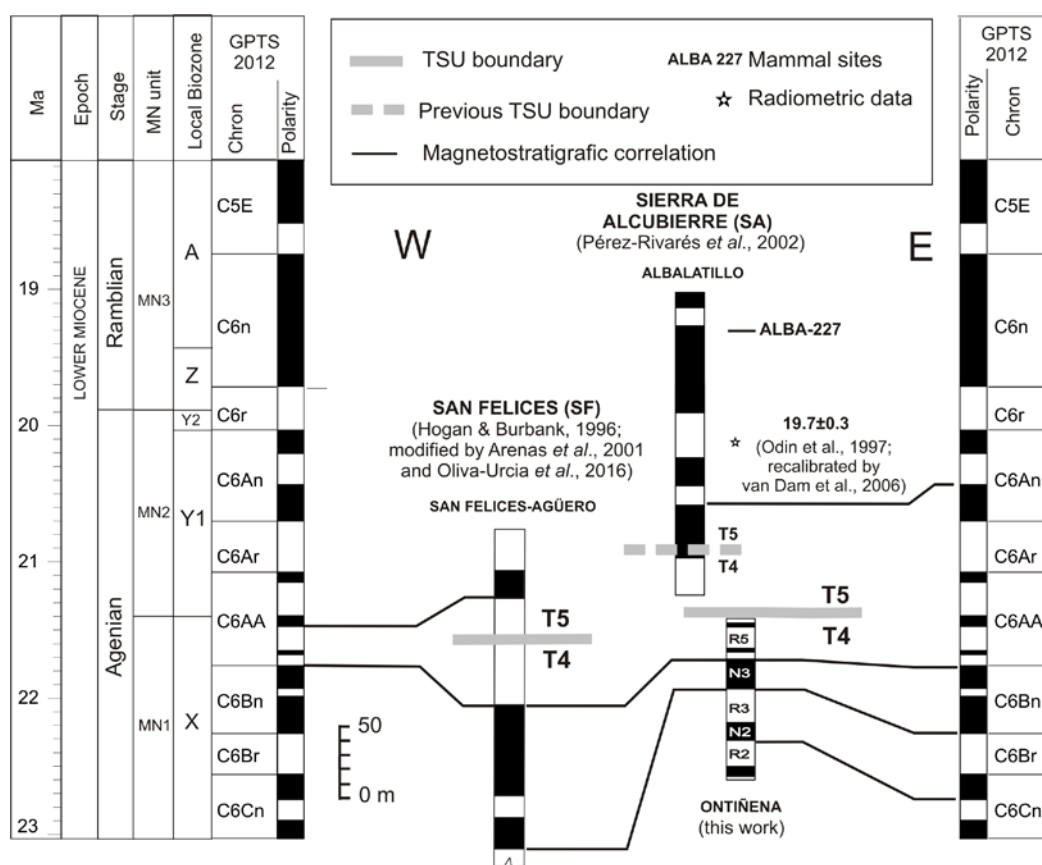 Ma
Epoch
Stage
MN unit
Local Biozone
GPTS
2012
Chron
Polarity
19
20
21
22
23
LOWER MIOCENE
Ramblian
Agenian
MN3
MN2
MN1
A
Z
Y2
Y1
X
C5E
C6n
C6r
C6An
C6Ar
C6AA
C6Bn
C6Br
C6Cn
TSU boundary
Previous TSU boundary
Magnetostratigrafic correlation
ALBA 227 Mammal sites
Radiometric data
W
E
SIERRA DE
ALCUBIERRE (SA)
(Pérez-Rivarés et al., 2002)
ALBALATILLO
ALBA-227
19.7±0.3
(Odin et al., 1997;
recalibrated by
van Dam et al., 2006)
T5
T4
SAN FELICES (SF)
(Hogan & Burbank, 1996;
modified by Arenas et al., 2001
and Oliva-Urcia et al., 2016)
SAN FELICES-AGÜERO
T5
T4
50
0 m
T5
T4
R5
N3
R3
N2
R2
ONTIÑENA
(this work)
GPTS
2012
Polarity
Chron
C5E
C6n
C6r
C6An
C6Ar
C6AA
C6Bn
C6Br
C6Cn